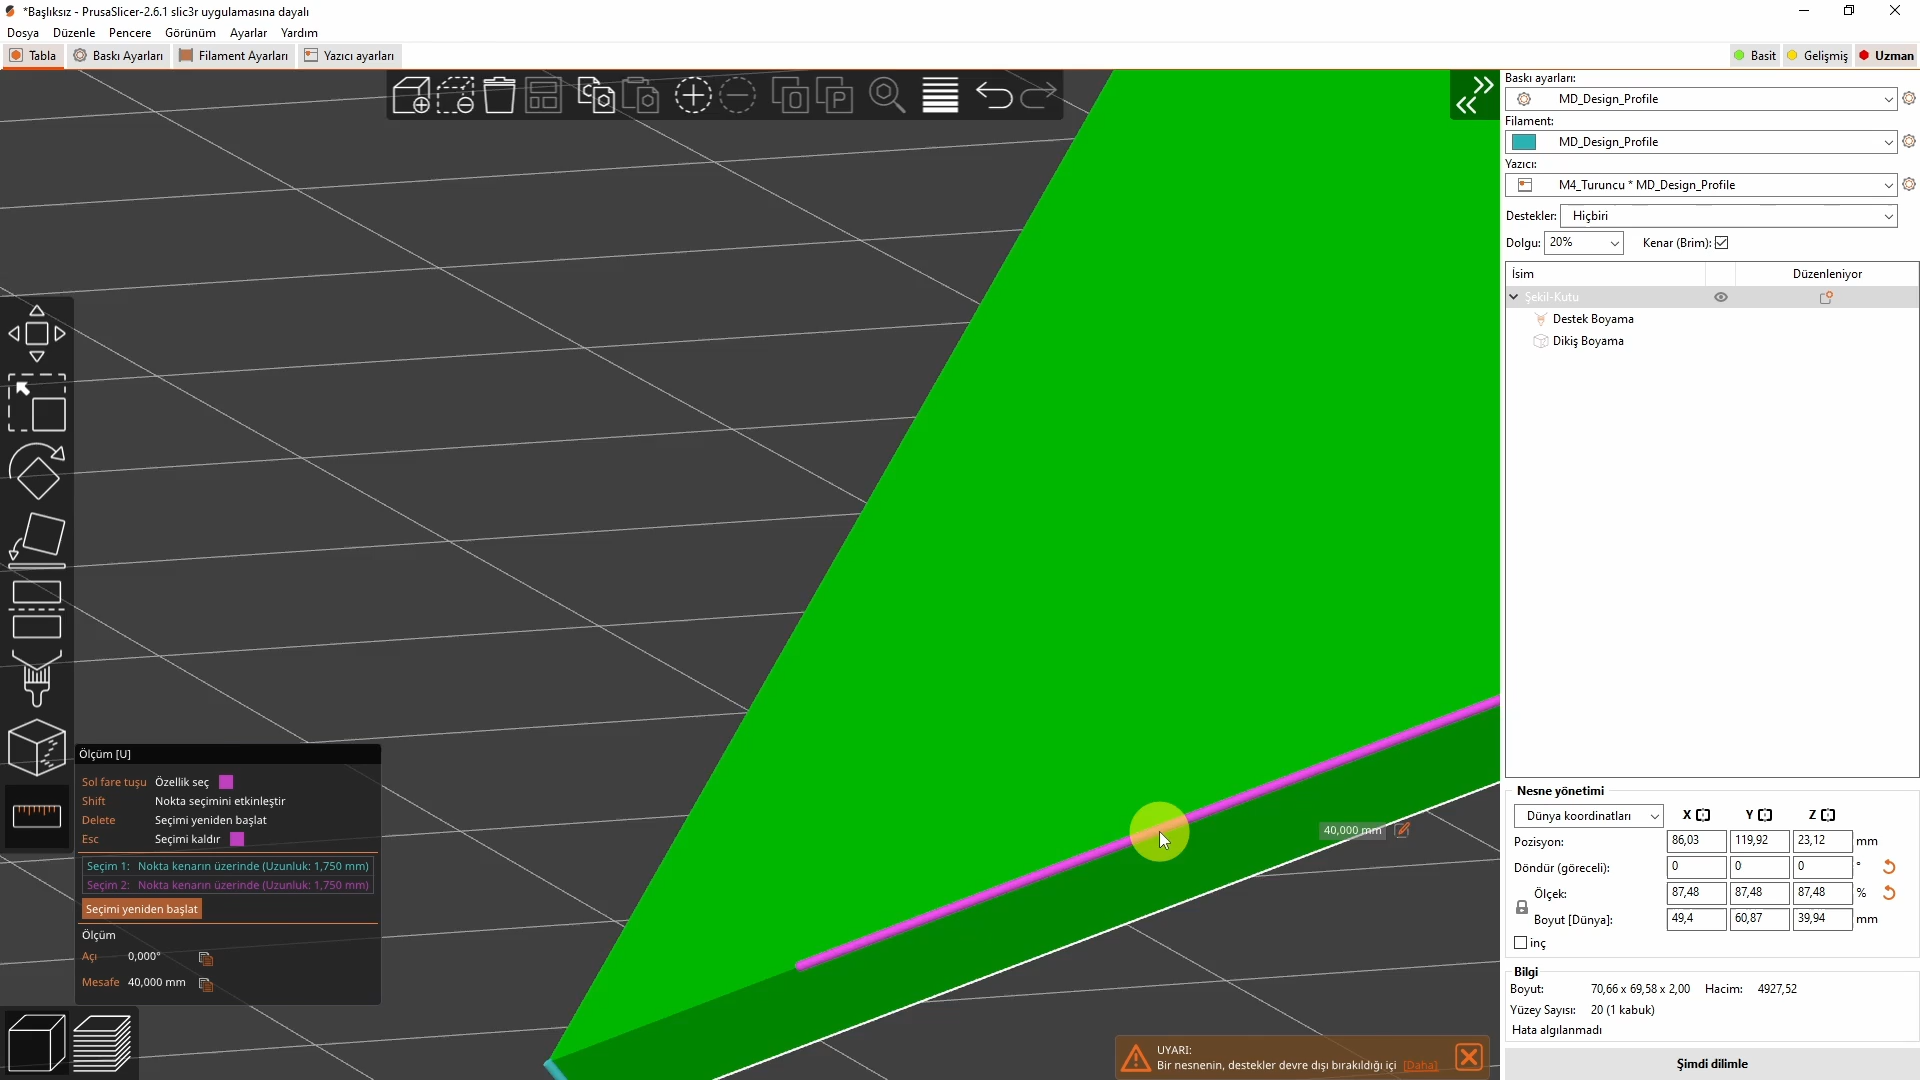 *Başlıksız - PrusaSlicer-2.6.1 slic3r uygulamasına dayalı
Dosya Düzenle Pencere Görünüm Ayarlar Yardım
Tabla Baskı Ayarları Filament Ayarları Yazıcı ayarları
Basit Gelişmiş Uzman
Baskı ayarları:
MD_Design_Profile
Filament:
MD_Design_Profile
Yazıcı:
M4_Turuncu * MD_Design_Profile
Destekler: Hiçbiri
Dolgu: 20% Kenar (Brim):
İsim Düzenleniyor
Şekil-Kutu
Destek Boyama
Dikiş Boyama
Ölçüm [U]
Sol fare tuşu Özellik seç
Shift Nokta seçimini etkinleştir
Delete Seçimi yeniden başlat
Esc Seçimi kaldır
Seçim 1: Nokta kenarın üzerinde (Uzunluk: 1,750 mm)
Seçim 2: Nokta kenarın üzerinde (Uzunluk: 1,750 mm)
Seçimi yeniden başlat
Ölçüm
Açı 0,000°
Mesafe 40,000 mm
40,000 mm
Nesne yönetimi
Dünya koordinatları X Y Z
Pozisyon: 86,03 119,92 23,12 mm
Döndür (göreceli): 0 0 0 °
Ölçek: 87,48 87,48 87,48 %
Boyut [Dünya]: 49,4 60,87 39,94 mm
inç
Bilgi
Boyut: 70,66 x 69,58 x 2,00 Hacim: 4927,52
Yüzey Sayısı: 20 (1 kabuk)
Hata algılanmadı
UYARI:
Bir nesnenin, destekler devre dışı bırakıldığı içi [Daha]
Şimdi dilimle